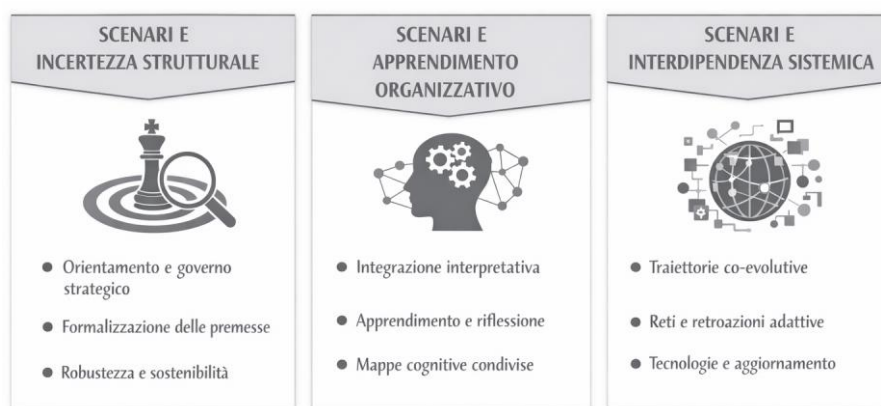 SCENARI E
INCERTEZZA STRUTTURALE
Orientamento e governo
strategico
Formalizzazione delle premesse
Robustezza e sostenibilità
SCENARI E
APPRENDIMENTO
ORGANIZZATIVO
Integrazione interpretativa
Apprendimento e riflessione
Mappe cognitive condivise
SCENARI E
INTERDIPENDENZA SISTEMICA
Traiettorie co-evolutive
Reti e retroazioni adattive
Tecnologie e aggiornamento